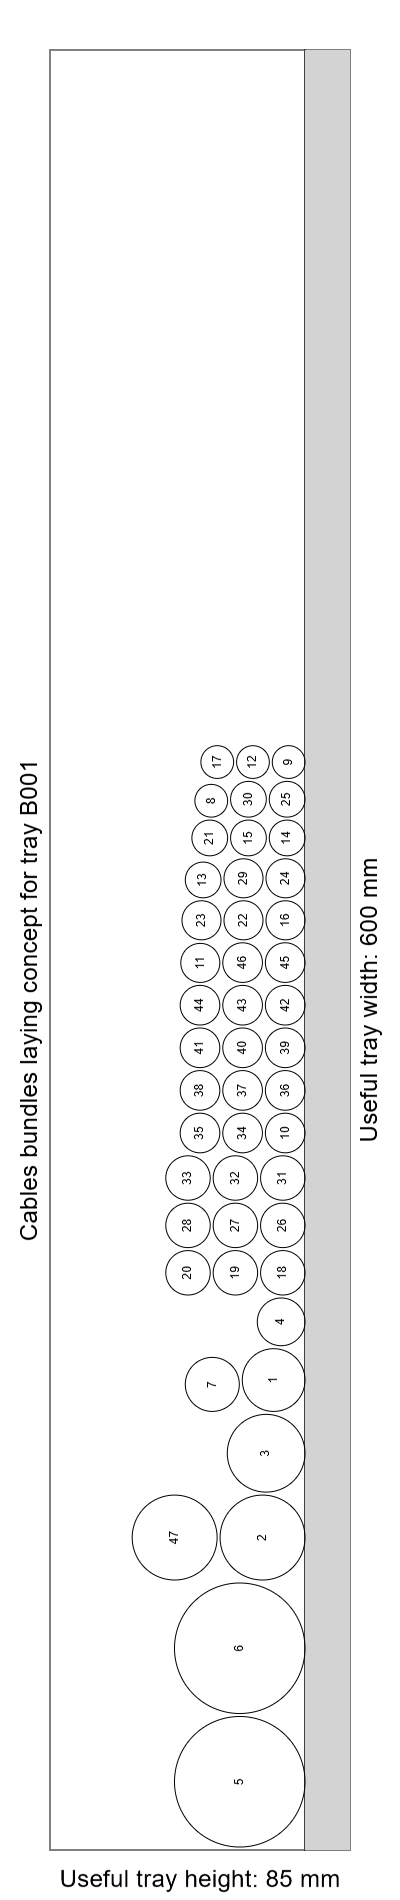 Cables bundles laying concept for tray B001
17 12 9
8 30 25
21 15 14
13 29 24
23 22 16
11 46 45
44 43 42
41 40 39
38 37 36
35 34 10
33 32 31
28 27 26
20 19 18
4
7 1
3
47 2
6
5
Useful tray width: 600 mm
Useful tray height: 85 mm